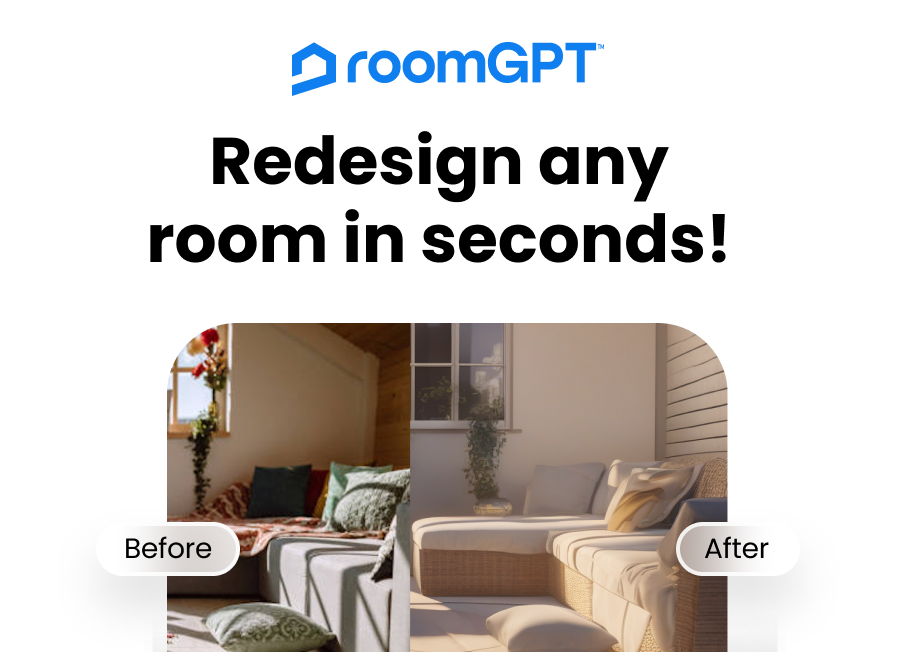 roomGPT™
Redesign any
room in seconds!
Before
After